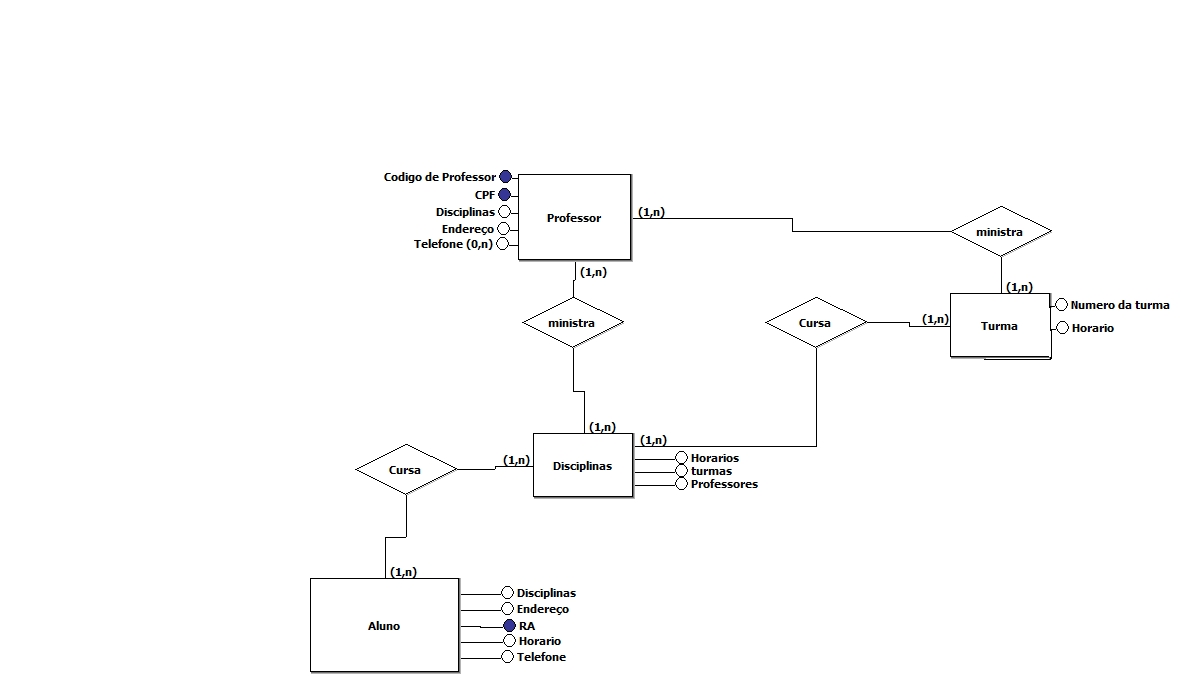 Codigo de Professor
CPF
Disciplinas
Endereço
Telefone (0,n)
Professor
(1,n)
ministra
(1,n)
(1,n)
ministra
Cursa
(1,n)
Turma
Numero da turma
Horario
(1,n)
(1,n)
Cursa
(1,n)
Disciplinas
Horarios
turmas
Professores
(1,n)
Aluno
Disciplinas
Endereço
RA
Horario
Telefone